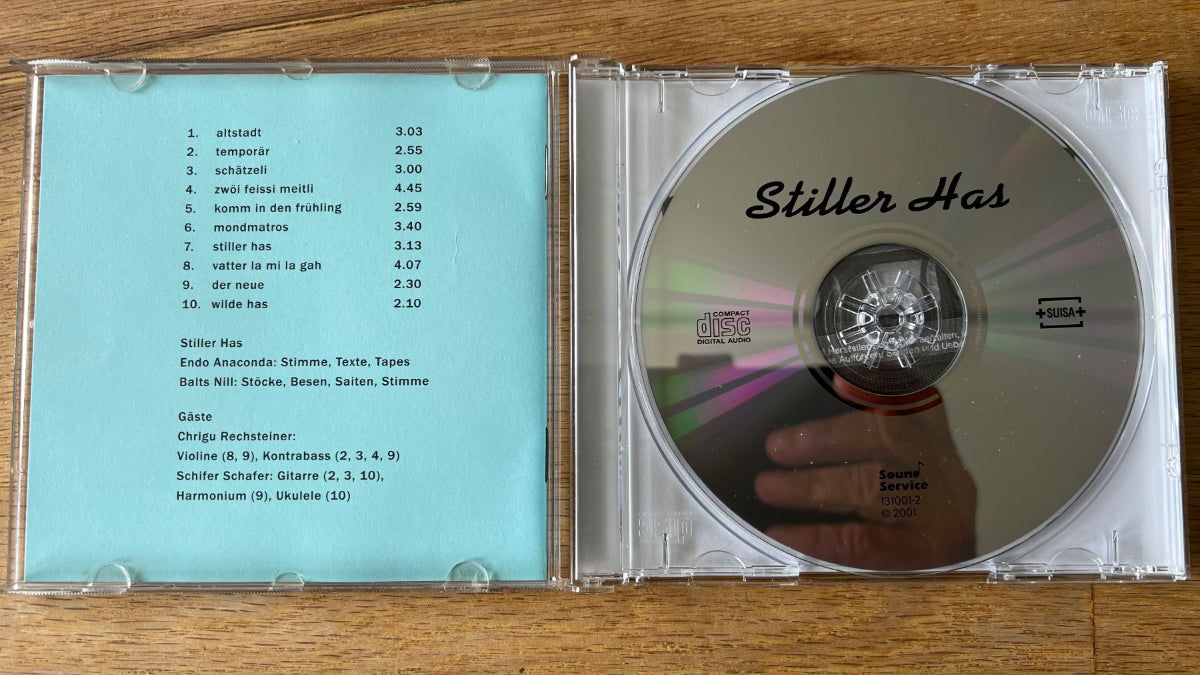 1. altstadt 3.03
2. temporär 2.55
3. schätzeli 3.00
4. zwöi feissi meitli 4.45
5. komm in den frühling 2.59
6. mondmatros 3.40
7. stiller has 3.13
8. vatter la mi la gah 4.07
9. der neue 2.30
10. wilde has 2.10
Stiller Has
Endo Anaconda: Stimme, Texte, Tapes
Balts Nill: Stöcke, Besen, Saiten, Stimme
Gäste
Chrigu Rechsteiner:
Violine (8, 9), Kontrabass (2, 3, 4, 9)
Schifer Schafer: Gitarre (2, 3, 10),
Harmonium (9), Ukulele (10)
Stiller Has
COMPACT
disc
DIGITAL AUDIO
+SUISA+
Sound
Service
131001-2
© 2001
disc